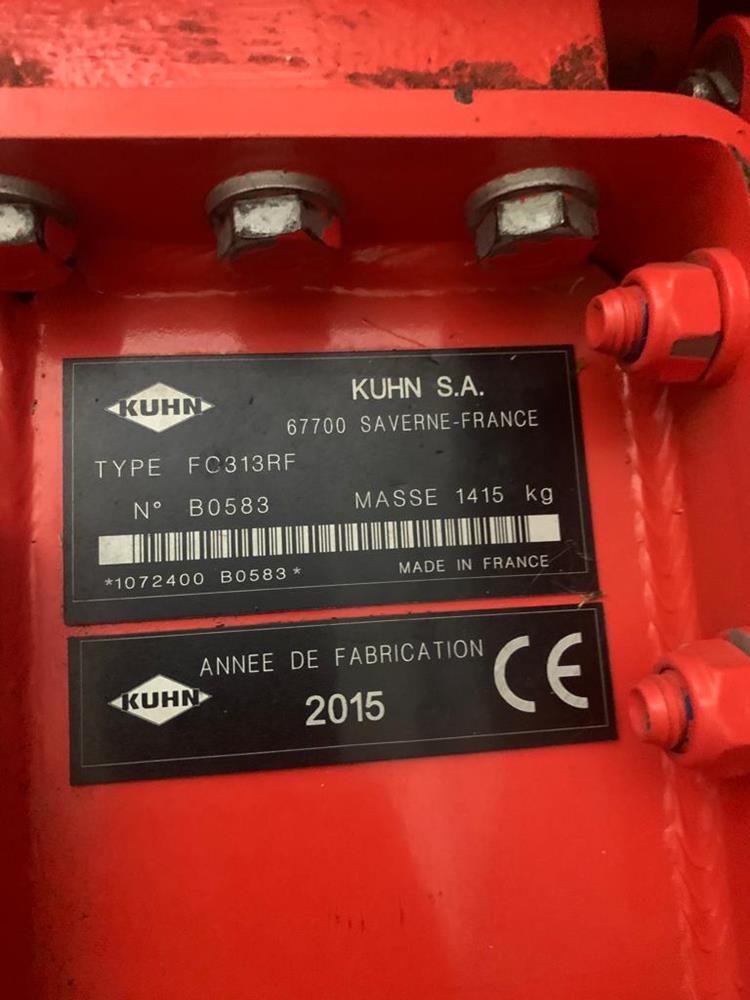 KUHN
KUHN S.A.
67700 SAVERNE-FRANCE
TYPE FC313RF
N° B0583 MASSE 1415 kg
*1072400 B0583*
MADE IN FRANCE
ANNEE DE FABRICATION
KUHN
2015
CE